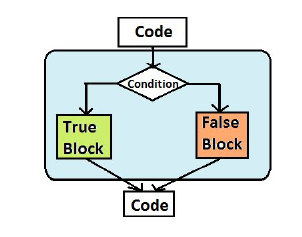 Code
Condition
True
Block
False
Block
Code